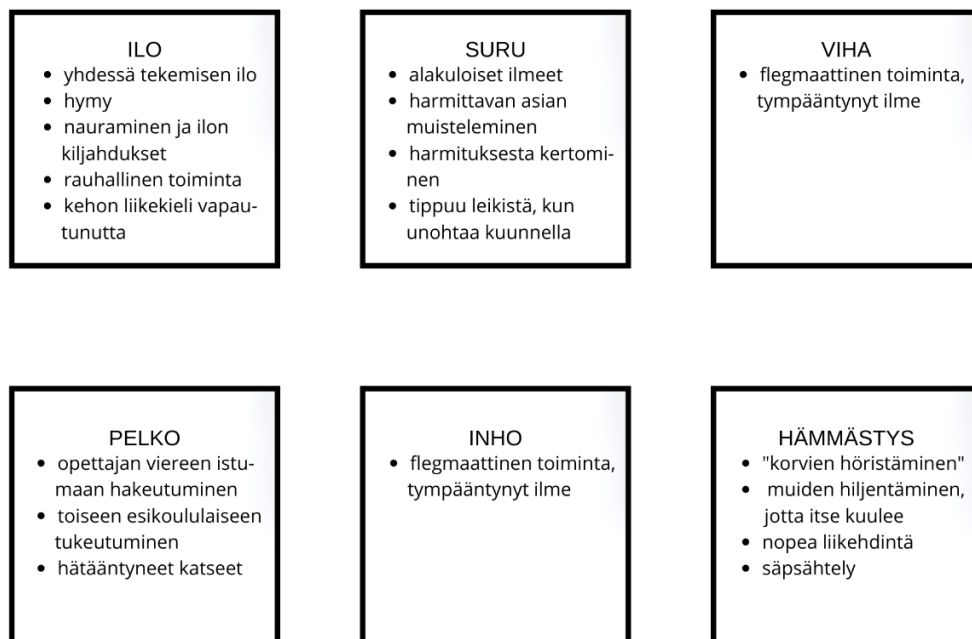 ILO
• yhdessä tekemisen ilo
• hymy
• nauraminen ja ilon
kiljahdukset
• rauhallinen toiminta
• kehon liikekieli vapau-
tunutta
SURU
• alakuloiset ilmeet
• harmittavan asian
muisteleminen
• harmituksesta kertomi-
nen
• tippuu leikistä, kun
unohtaa kuunnella
VIHA
• flegmaattinen toiminta,
tympääntynyt ilme
PELKO
• opettajan viereen istu-
maan hakeutuminen
• toiseen esikoululaiseen
tukeutuminen
• hätääntyneet katseet
INHO
• flegmaattinen toiminta,
tympääntynyt ilme
HÄMMÄSTYS
• "korvien höristäminen"
• muiden hiljentäminen,
jotta itse kuulee
• nopea liikehdintä
• säpsähtely